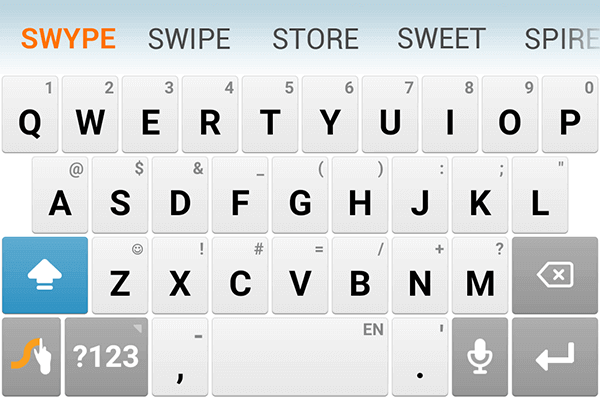 SWYPE SWIPE STORE SWEET SPIRE
1 2 3 4 5 6 7 8 9 0
Q W E R T Y U I O P
@ $ & _ ( ) : ; "
A S D F G H J K L
☺ ! # = / + ?
Z X C V B N M
- EN '
?123 , .